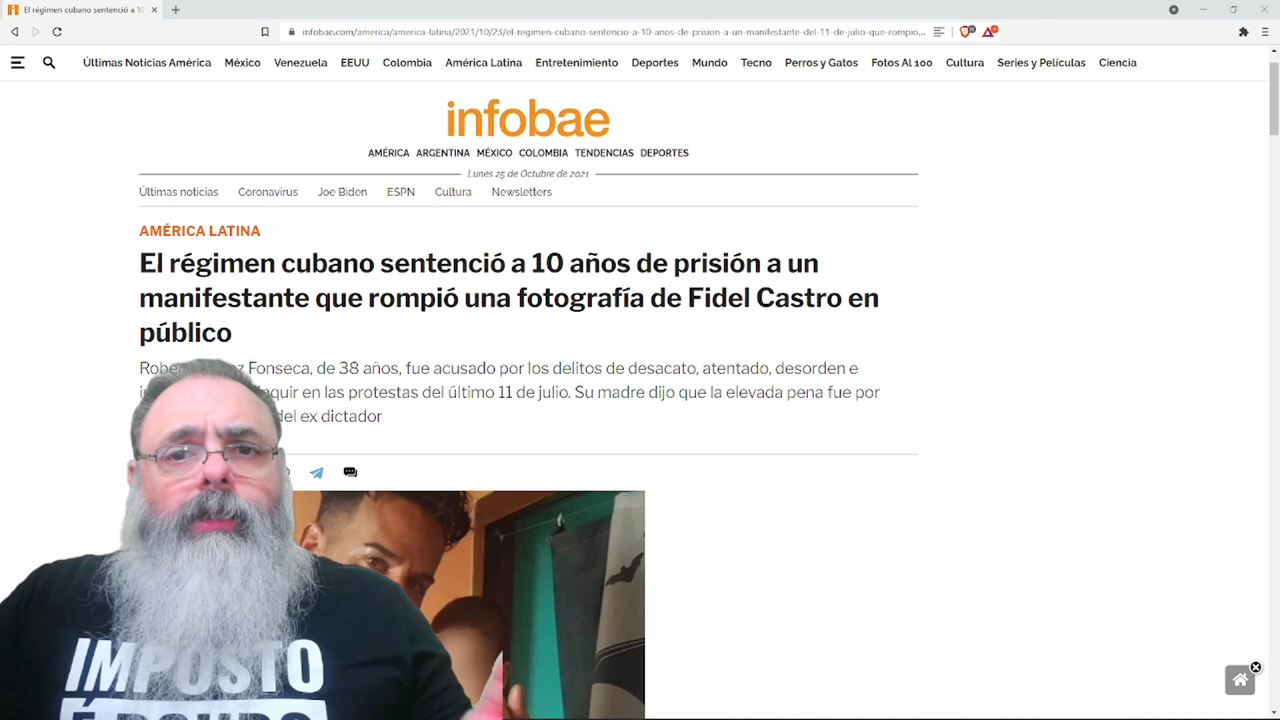 El régimen cubano sentenció a 10
infobae.com/america/america-latina/2021/10/23/el-regimen-cubano-sentencio-a-10-anos-de-prision-a-un-manifestante-del-11-de-julio-que-rompio...
Últimas Noticias América México Venezuela EEUU Colombia América Latina Entretenimiento Deportes Mundo Tecno Perros y Gatos Fotos Al 100 Cultura Series y Películas Ciencia
infobae
AMÉRICA ARGENTINA MÉXICO COLOMBIA TENDENCIAS DEPORTES
Lunes 25 de Octubre de 2021
Últimas noticias Coronavirus Joe Biden ESPN Cultura Newsletters
AMÉRICA LATINA
El régimen cubano sentenció a 10 años de prisión a un
manifestante que rompió una fotografía de Fidel Castro en
público
Fonseca, de 38 años, fue acusado por los delitos de desacato, atentado, desorden e
en las protestas del último 11 de julio. Su madre dijo que la elevada pena fue por
del ex dictador
IMPOSTO
É ROUBO